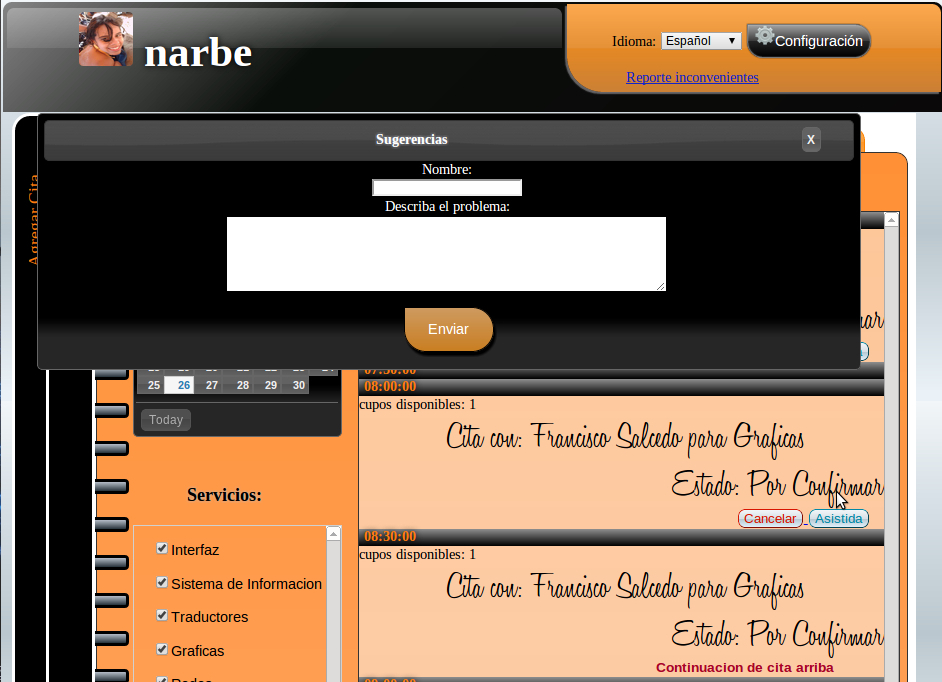 narbe
Idioma: Español
Configuración
Reporte inconvenientes
Sugerencias
X
Nombre:
Describa el problema:
Enviar
Agregar Cita
25 26 27 28 29 30
Today
Servicios:
Interfaz
Sistema de Informacion
Traductores
Graficas
07:30:00
08:00:00
cupos disponibles: 1
Cita con: Francisco Salcedo para Graficas
Estado: Por Confirmar
Cancelar
Asistida
08:30:00
cupos disponibles: 1
Cita con: Francisco Salcedo para Graficas
Estado: Por Confirmar
Continuacion de cita arriba